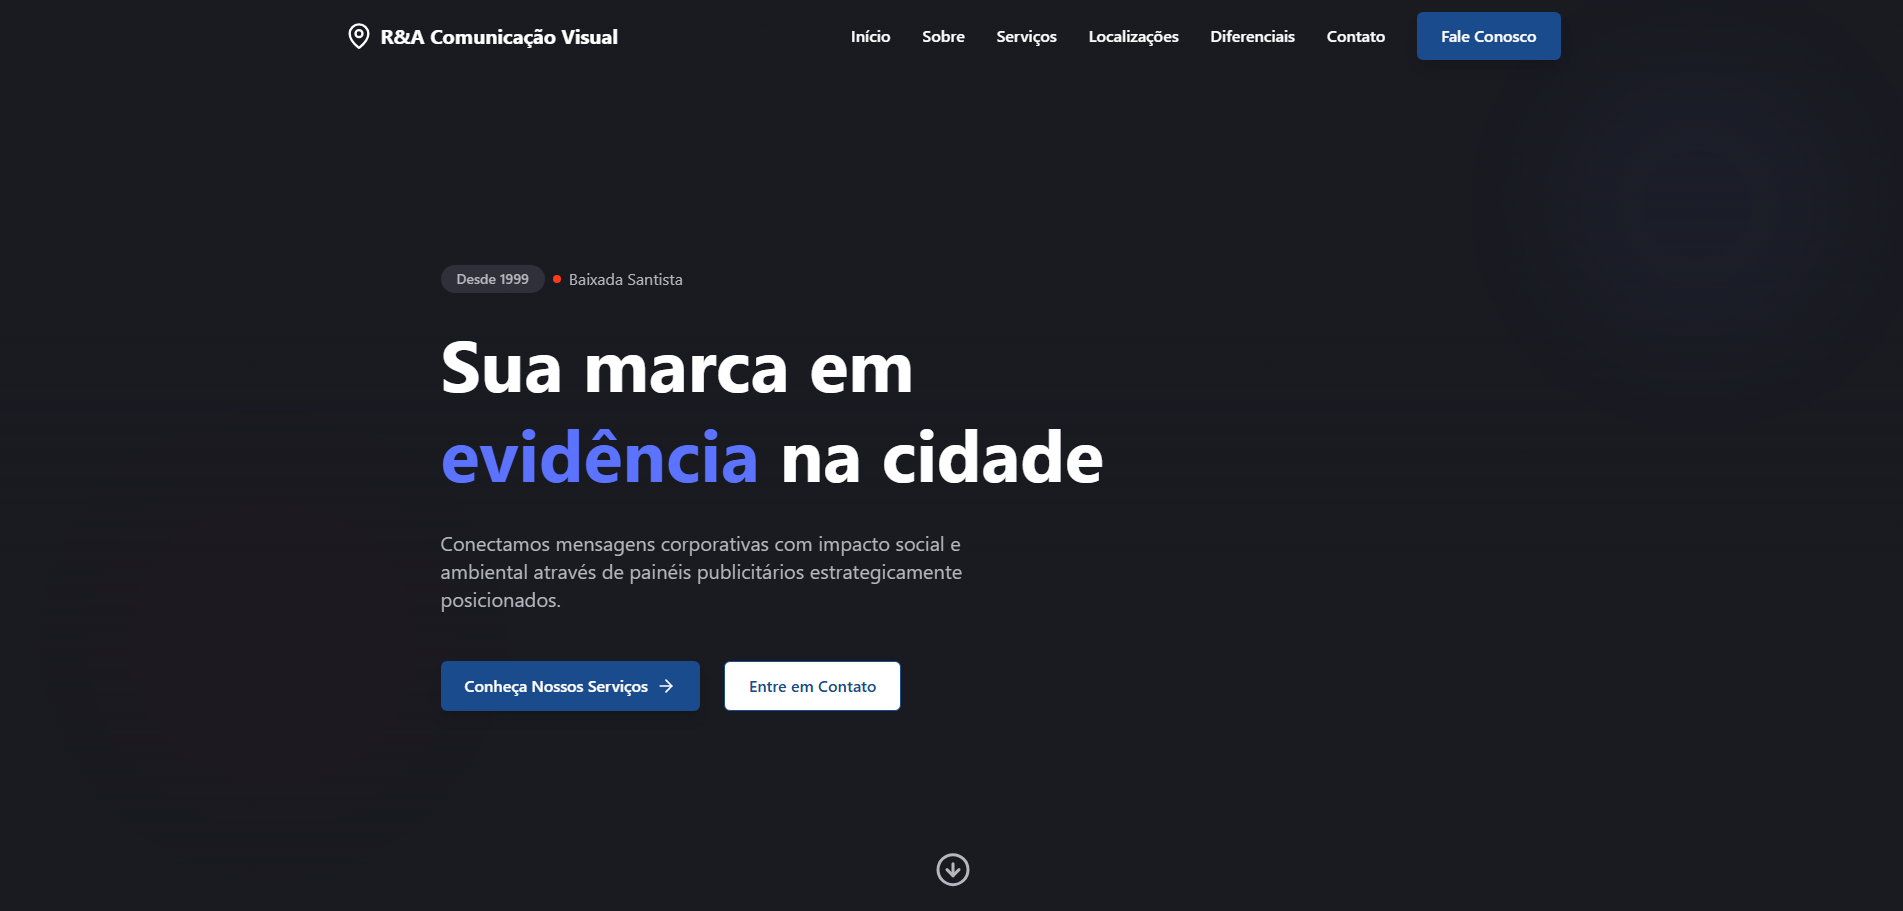 R&A Comunicação Visual
Início
Sobre
Serviços
Localizações
Diferenciais
Contato
Fale Conosco
Desde 1999
Baixada Santista
Sua marca em
evidência na cidade
Conectamos mensagens corporativas com impacto social e
ambiental através de painéis publicitários estrategicamente
posicionados.
Conheça Nossos Serviços
Entre em Contato